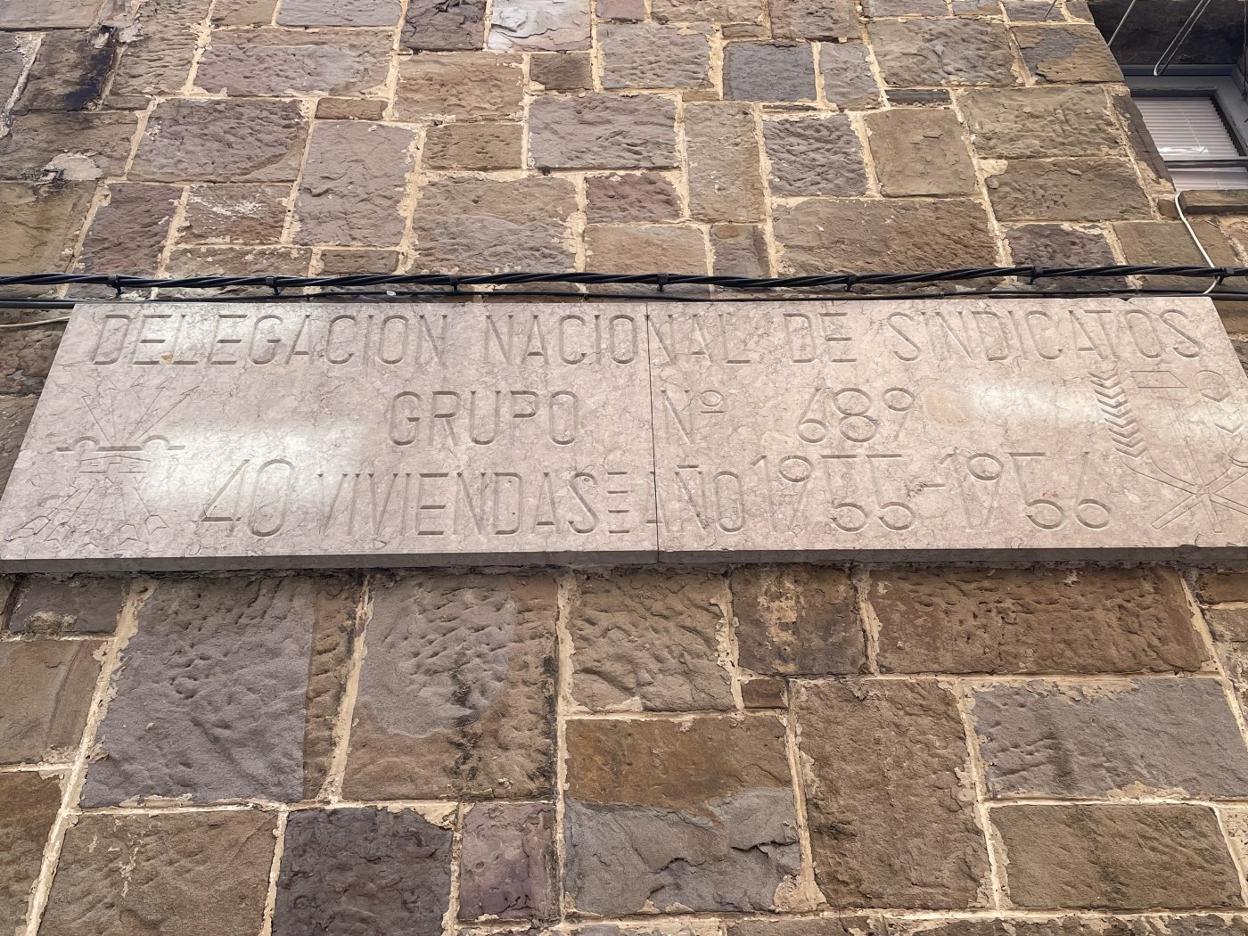 DELEGACION NACIONAL DE SINDICATOS
GRUPO Nº 689
40 VIVIENDAS = AÑO 1955-1956